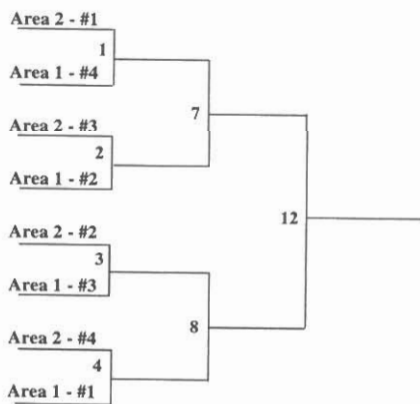 Area 2 - #1
1
Area 1 - #4
7
Area 2 - #3
2
Area 1 - #2
12
Area 2 - #2
3
Area 1 - #3
8
Area 2 - #4
4
Area 1 - #1